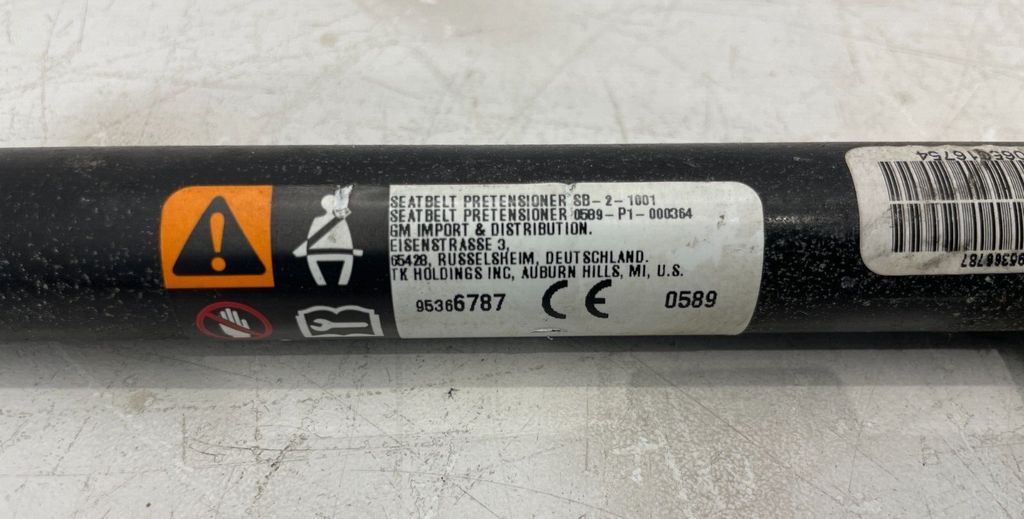 SEATBELT PRETENSIONER SB-2-1001
SEATBELT PRETENSIONER 0589-P1-000364
GM IMPORT & DISTRIBUTION.
EISENSTRASSE 3,
65428, RUSSELSHEIM, DEUTSCHLAND.
TK HOLDINGS INC, AUBURN HILLS, MI, U.S.
95366787 CE 0589
95366787